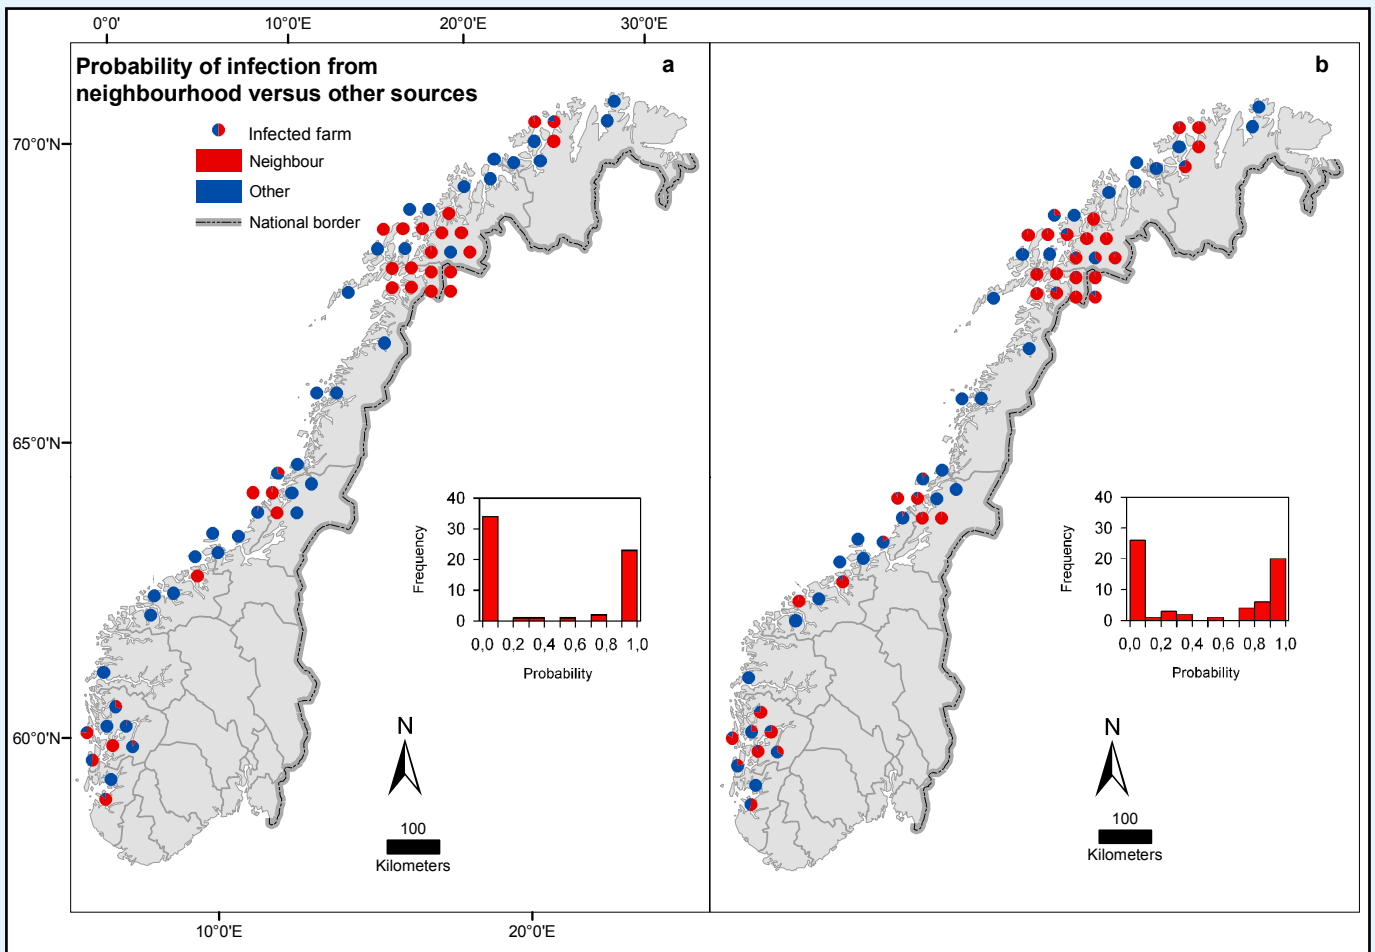 0°0' 10°0'E 20°0'E 30°0'E
Probability of infection from
neighbourhood versus other sources
a
b
Infected farm
Neighbour
Other
National border
70°0'N
65°0'N
60°0'N
40
30
20
10
0
Frequency
0,0 0,2 0,4 0,6 0,8 1,0
Probability
40
30
20
10
0
Frequency
0,0 0,2 0,4 0,6 0,8 1,0
Probability
N
100
Kilometers
N
100
Kilometers
10°0'E 20°0'E